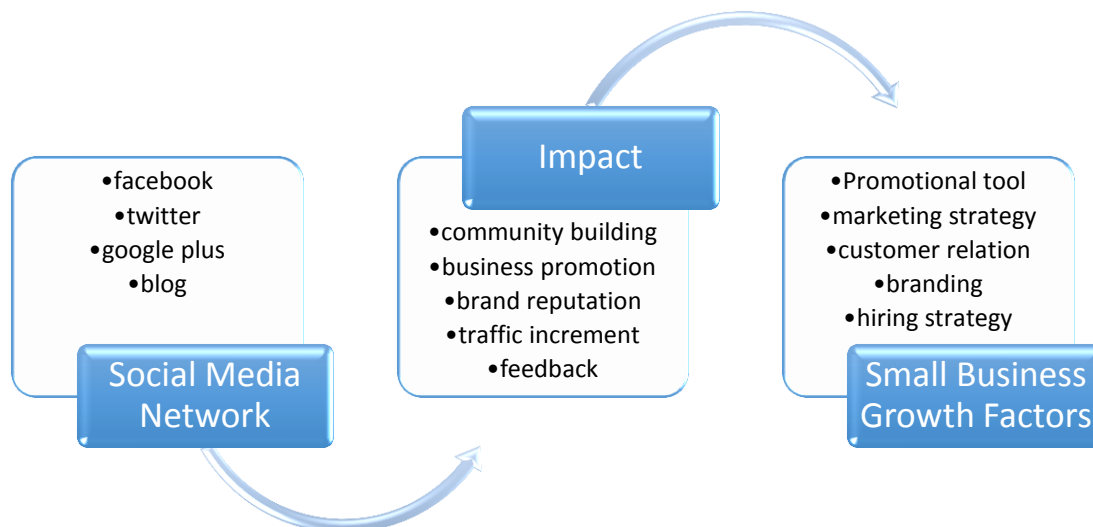 •facebook
•twitter
•google plus
•blog
Social Media
Network
Impact
•community building
•business promotion
•brand reputation
•traffic increment
•feedback
•Promotional tool
•marketing strategy
•customer relation
•branding
•hiring strategy
Small Business
Growth Factors